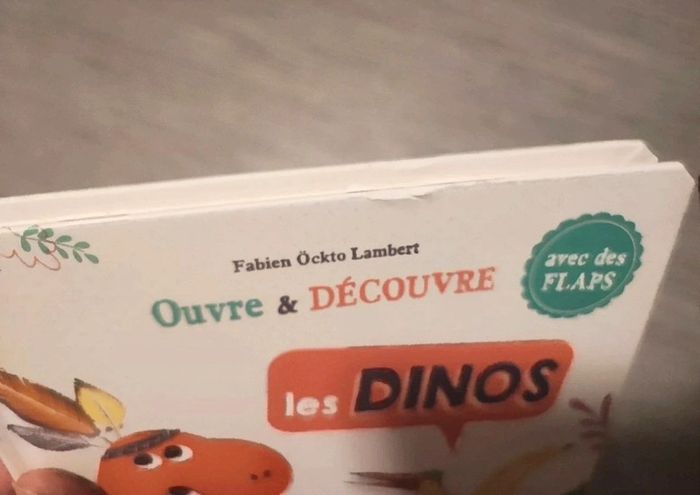 Fabien Öckto Lambert
Ouvre & DÉCOUVRE
avec des
FLAPS
les DINOS